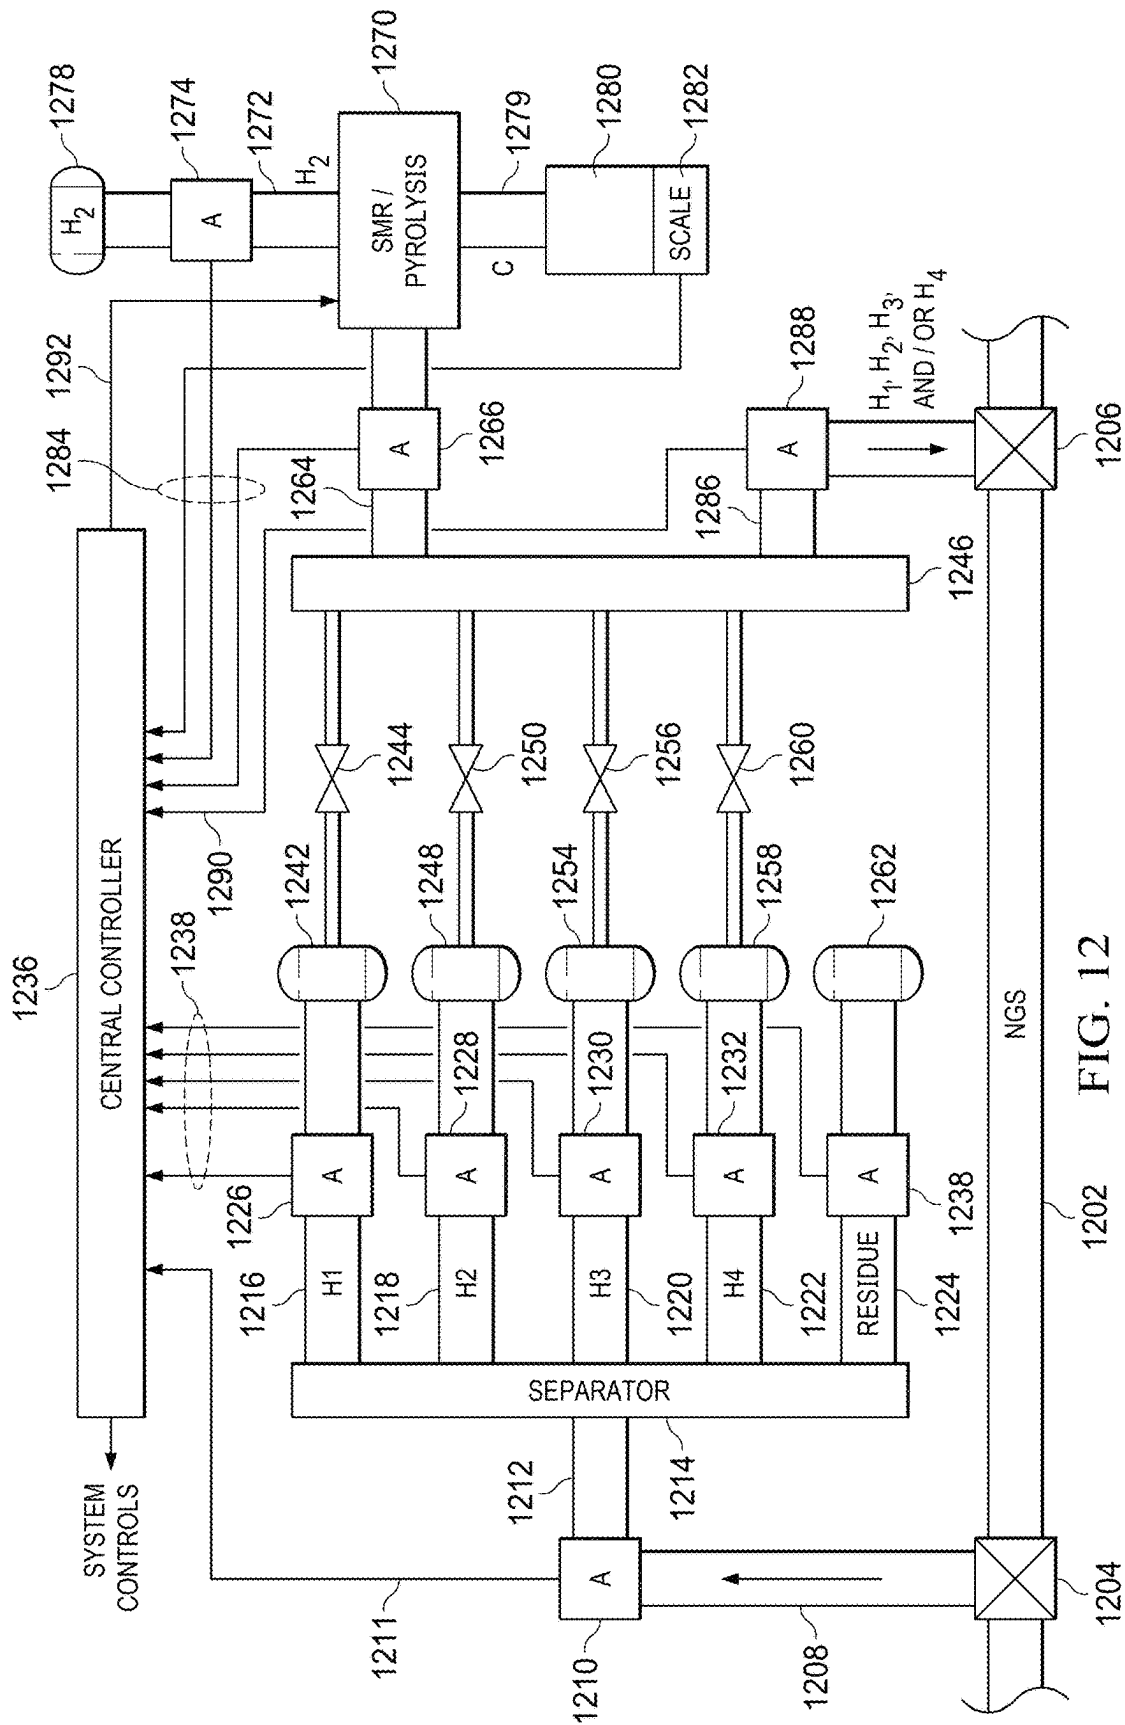 SYSTEM
CONTROLS
CENTRAL CONTROLLER
1236
1238
1290
1284
1292
1278
H2
1274
A
1272
H2
1270
SMR /
PYROLYSIS
1279
C
1280
1282
SCALE
1211
1216
H1
1226
A
1242
1244
1264
A
1266
1218
H2
A
1228
1248
1250
1210
A
1212
SEPARATOR
1214
1220
H3
A
1230
1254
1256
1222
H4
A
1232
1258
1260
1286
A
1288
RESIDUE
1224
A
1238
1262
1246
H1, H2, H3,
AND / OR H4
1208
1204
1202
NGS
1206
FIG. 12